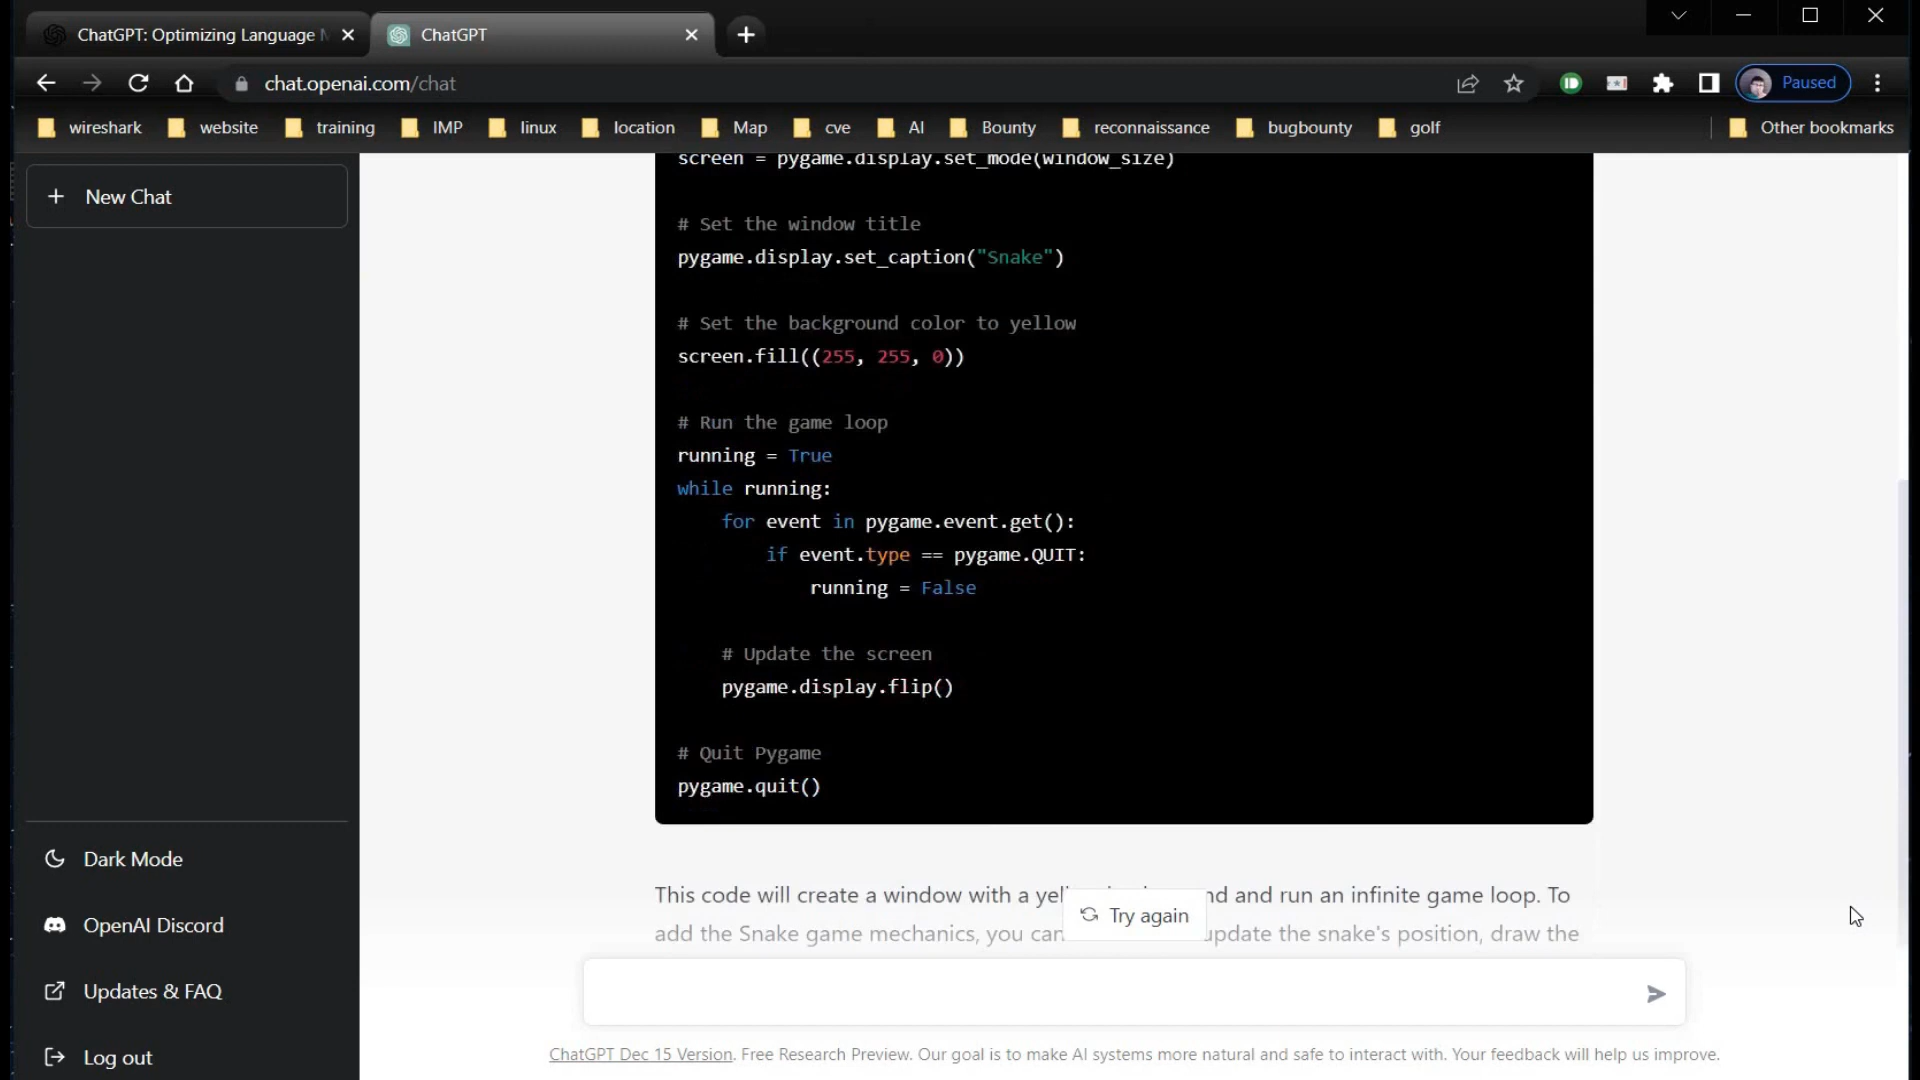 ChatGPT: Optimizing Language
ChatGPT
chat.openai.com/chat
Paused
wireshark
website
training
IMP
linux
location
Map
cve
AI
Bounty
reconnaissance
bugbounty
golf
Other bookmarks
New Chat
screen = pygame.display.set_mode(window_size)
# Set the window title
pygame.display.set_caption("Snake")
# Set the background color to yellow
screen.fill((255, 255, 0))
# Run the game loop
running = True
while running:
    for event in pygame.event.get():
        if event.type == pygame.QUIT:
            running = False
    # Update the screen
    pygame.display.flip()
# Quit Pygame
pygame.quit()
This code will create a window with a nd and run an infinite game loop. To
add the Snake game mechanics, you can update the snake's position, draw the
Try again
Dark Mode
OpenAI Discord
Updates & FAQ
Log out
ChatGPT Dec 15 Version. Free Research Preview. Our goal is to make AI systems more natural and safe to interact with. Your feedback will help us improve.